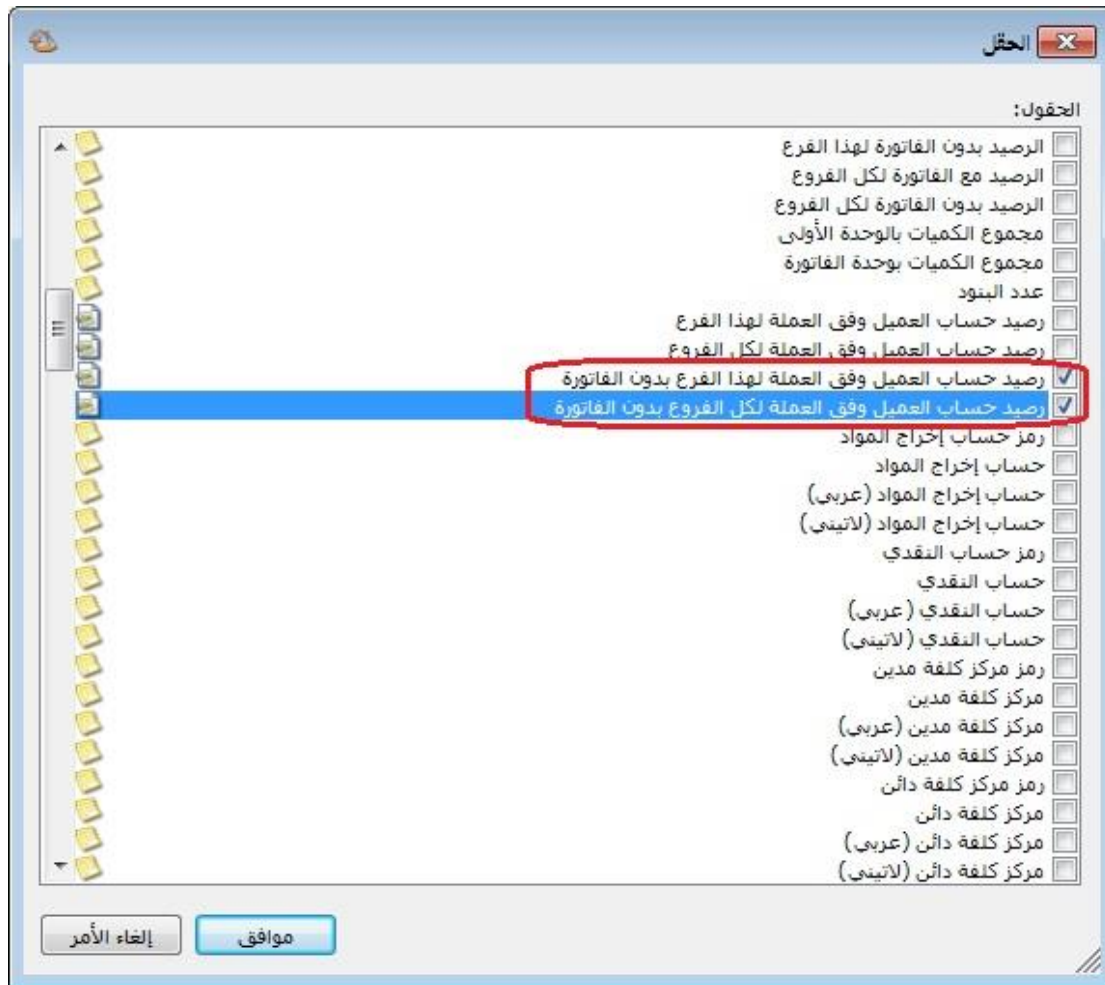 الحقل
الحقول:
الرصيد بدون الفاتورة لهذا الفرع
الرصيد مع الفاتورة لكل الفروع
الرصيد بدون الفاتورة لكل الفروع
مجموع الكميات بالوحدة الأولى
مجموع الكميات بوحدة الفاتورة
عدد البنود
رصيد حساب العميل وفق العملة لهذا الفرع
رصيد حساب العميل وفق العملة لكل الفروع
رصيد حساب العميل وفق العملة لهذا الفرع بدون الفاتورة
رصيد حساب العميل وفق العملة لكل الفروع بدون الفاتورة
رمز حساب إخراج المواد
حساب إخراج المواد
حساب إخراج المواد (عربي)
حساب إخراج المواد (لاتيني)
رمز حساب النقدي
حساب النقدي
حساب النقدي (عربي)
حساب النقدي (لاتيني)
رمز مركز كلفة مدين
مركز كلفة مدين
مركز كلفة مدين (عربي)
مركز كلفة مدين (لاتيني)
رمز مركز كلفة دائن
مركز كلفة دائن
مركز كلفة دائن (عربي)
مركز كلفة دائن (لاتيني)
موافق
إلغاء الأمر